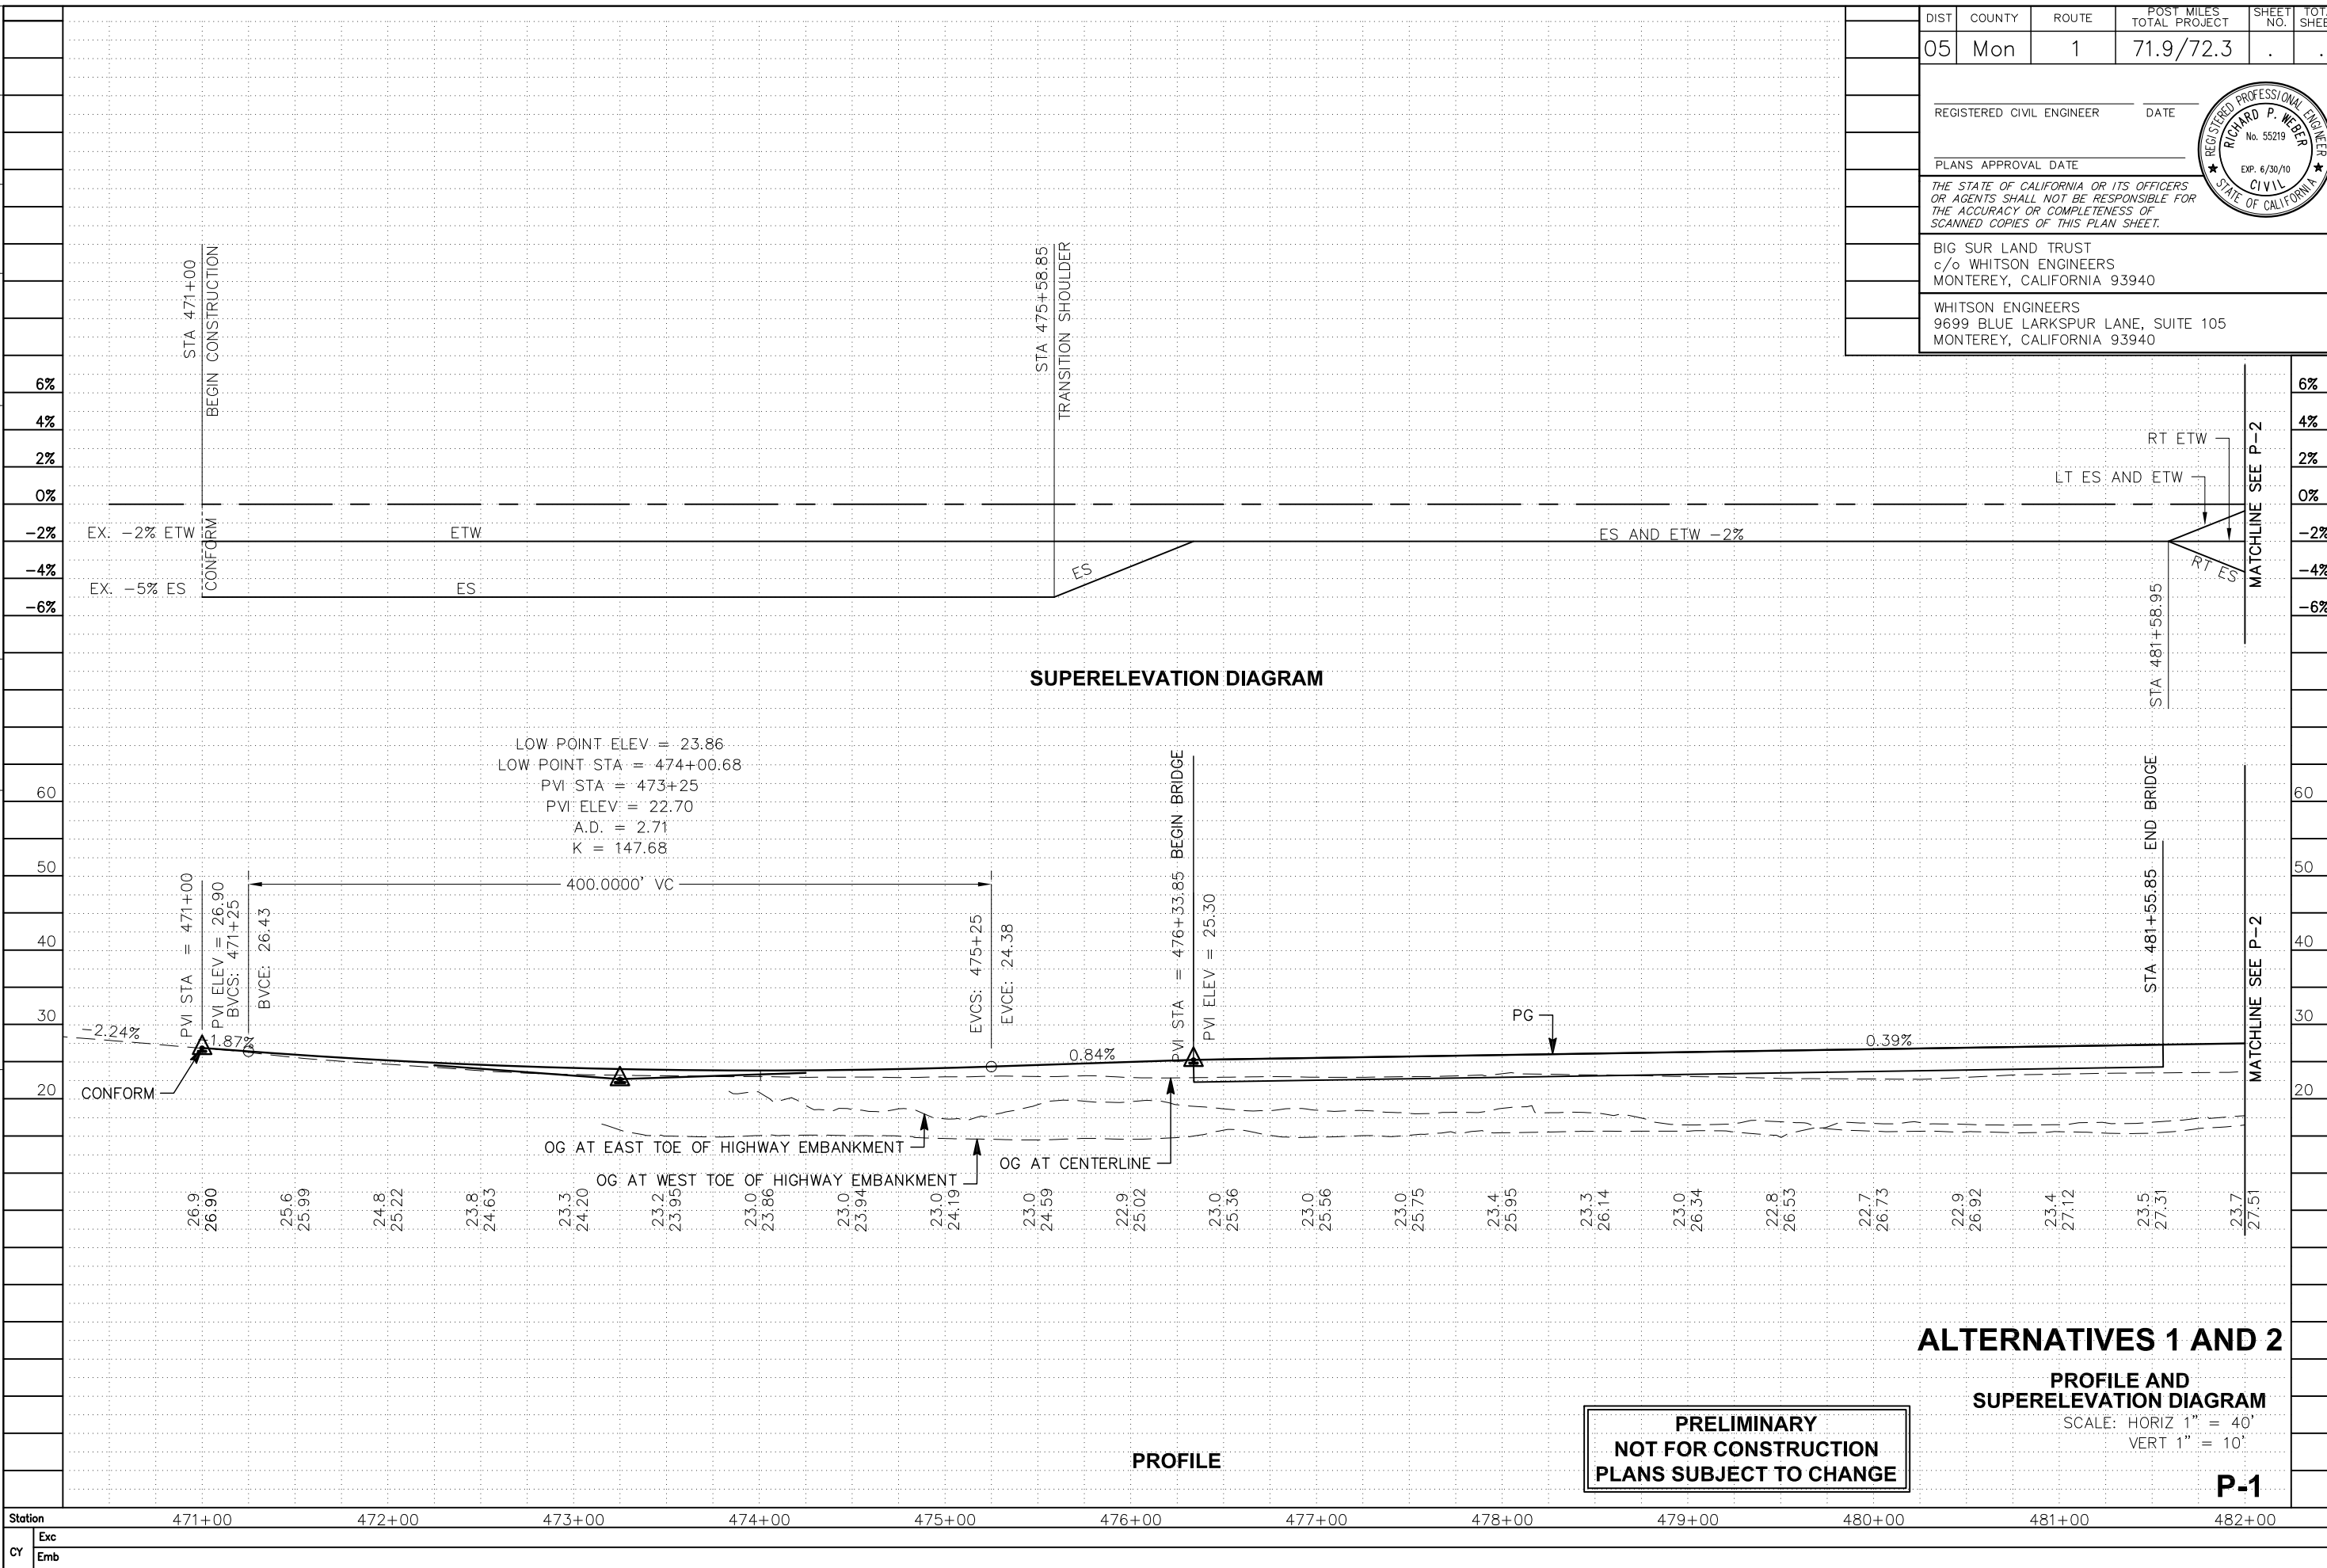 DIST COUNTY ROUTE POST MILES TOTAL PROJECT SHEET NO.
05 Mon 1 71.9/72.3 . .
REGISTERED CIVIL ENGINEER DATE
PLANS APPROVAL DATE
REGISTERED PROFESSIONAL ENGINEER
RICHARD P. WEBER
No. 55219
EXP. 6/30/10
CIVIL
STATE OF CALIFORNIA
THE STATE OF CALIFORNIA OR ITS OFFICERS
OR AGENTS SHALL NOT BE RESPONSIBLE FOR
THE ACCURACY OR COMPLETENESS OF
SCANNED COPIES OF THIS PLAN SHEET.
BIG SUR LAND TRUST
c/o WHITSON ENGINEERS
MONTEREY, CALIFORNIA 93940
WHITSON ENGINEERS
9699 BLUE LARKSPUR LANE, SUITE 105
MONTEREY, CALIFORNIA 93940
STA 471+00
BEGIN CONSTRUCTION
STA 475+58.85
TRANSITION SHOULDER
6% 6%
4% 4%
2% 2%
0% 0%
-2% -2%
-4% -4%
-6% -6%
RT ETW
LT ES AND ETW
MATCHLINE SEE P-2
EX. -2% ETW
CONFORM
ETW
ES AND ETW -2%
EX. -5% ES
ES
ES
RT ES
STA 481+58.95
SUPERELEVATION DIAGRAM
LOW POINT ELEV = 23.86
LOW POINT STA = 474+00.68
PVI STA = 473+25
PVI ELEV = 22.70
A.D. = 2.71
K = 147.68
400.0000' VC
60 60
50 50
40 40
30 30
20 20
PVI STA = 471+00
PVI ELEV = 26.90
BVCS: 471+25
BVCE: 26.43
EVCS: 475+25
EVCE: 24.38
PVI STA = 476+33.85 BEGIN BRIDGE
PVI ELEV = 25.30
STA 481+55.85 END BRIDGE
MATCHLINE SEE P-2
-2.24%
-1.87%
0.84%
PG
0.39%
CONFORM
OG AT EAST TOE OF HIGHWAY EMBANKMENT
OG AT CENTERLINE
OG AT WEST TOE OF HIGHWAY EMBANKMENT
26.9
26.90
25.6
25.99
24.8
25.22
23.8
24.63
23.3
24.20
23.2
23.95
23.0
23.86
23.0
23.94
23.0
24.19
23.0
24.59
22.9
25.02
23.0
25.36
23.0
25.56
23.0
25.75
23.4
25.95
23.3
26.14
23.0
26.34
22.8
26.53
22.7
26.73
22.9
26.92
23.4
27.12
23.5
27.31
23.7
27.51
ALTERNATIVES 1 AND 2
PROFILE AND
SUPERELEVATION DIAGRAM
SCALE: HORIZ 1" = 40'
VERT 1" = 10'
PRELIMINARY
NOT FOR CONSTRUCTION
PLANS SUBJECT TO CHANGE
PROFILE
P-1
Station 471+00 472+00 473+00 474+00 475+00 476+00 477+00 478+00 479+00 480+00 481+00 482+00
CY Exc
Emb